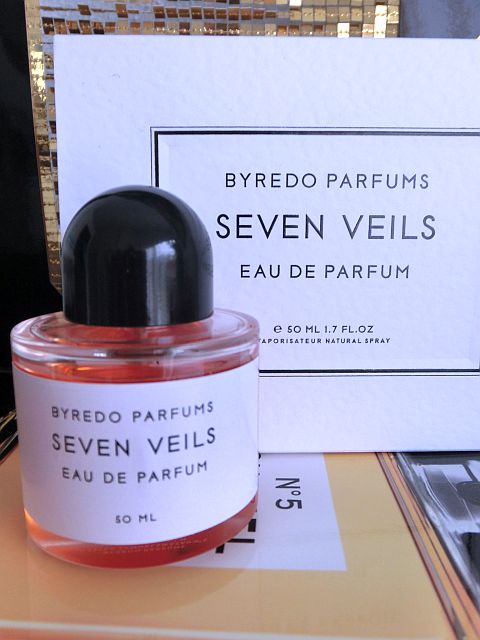 BYREDO PARFUMS
SEVEN VEILS
EAU DE PARFUM
e 50 ML 1.7 FL.OZ
VAPORISATEUR NATURAL SPRAY
BYREDO PARFUMS
SEVEN VEILS
EAU DE PARFUM
50 ML
N°5